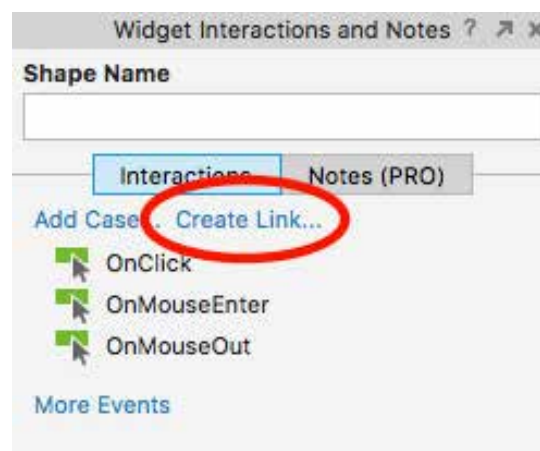 Widget Interactions and Notes ?
Shape Name
Interactions Notes (PRO)
Add Case... Create Link...
OnClick
OnMouseEnter
OnMouseOut
More Events